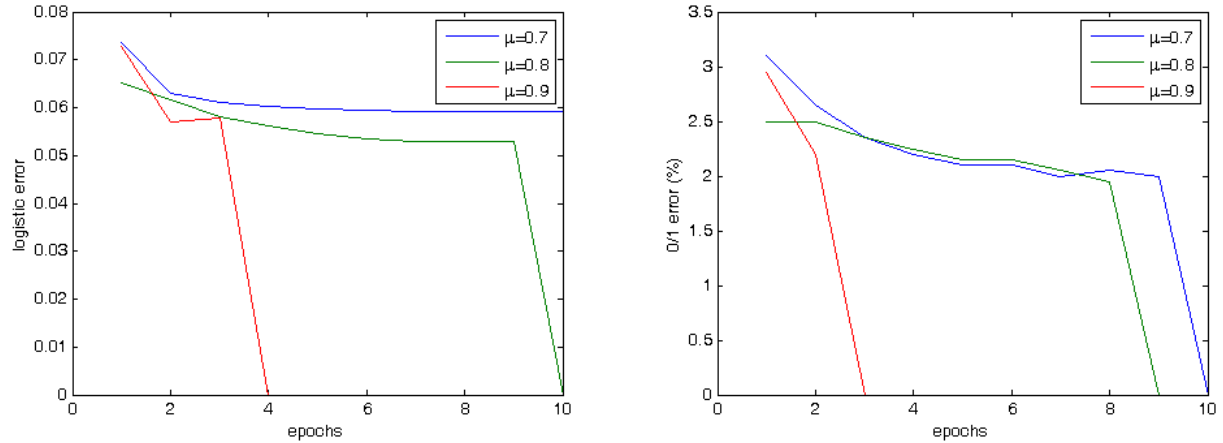 0.08
0.07
0.06
0.05
0.04
0.03
0.02
0.01
0
logistic error
0 2 4 6 8 10
epochs
μ=0.7
μ=0.8
μ=0.9
3.5
3
2.5
2
1.5
1
0.5
0
0/1 error (%)
0 2 4 6 8 10
epochs
μ=0.7
μ=0.8
μ=0.9